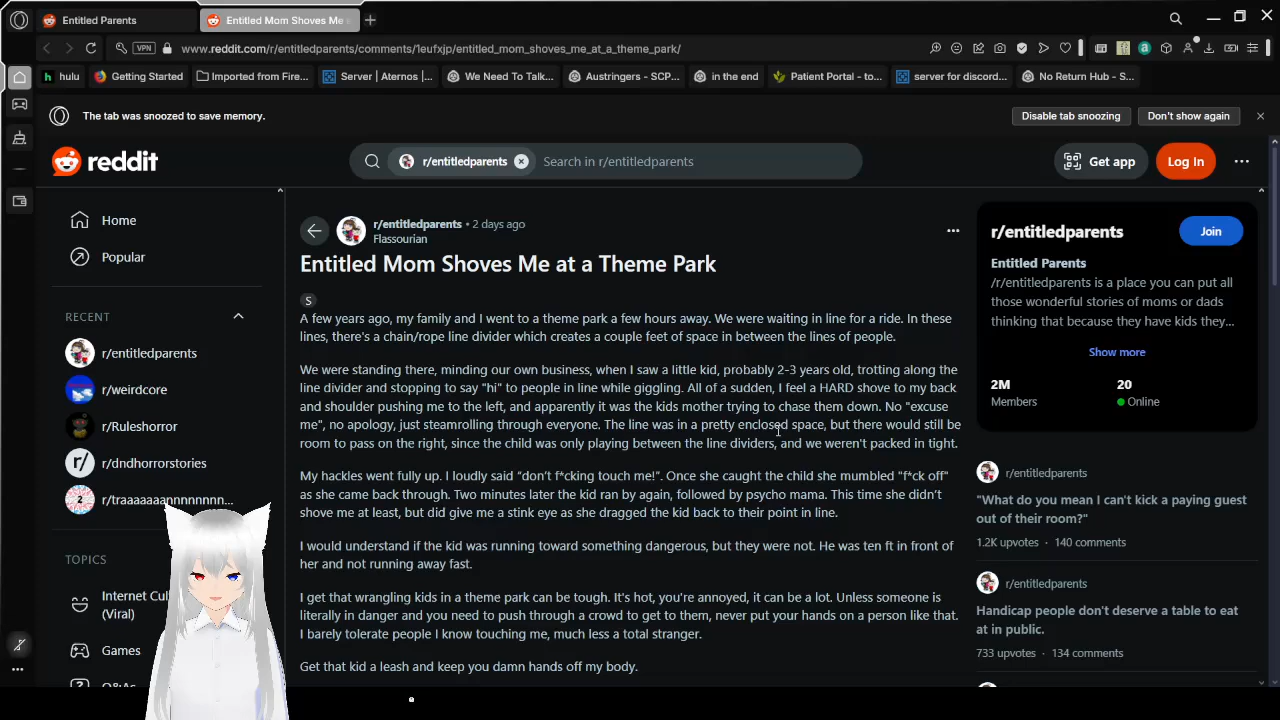 Entitled Parents
Entitled Mom Shoves Me
VPN
www.reddit.com/r/entitledparents/comments/1eufxjp/entitled_mom_shoves_me_at_a_theme_park/
h hulu
Getting Started
Imported from Fire...
Server | Aternos |...
We Need To Talk...
Austringers - SCP...
in the end
Patient Portal - to...
server for discord...
No Return Hub - S...
The tab was snoozed to save memory.
Disable tab snoozing
Don't show again
reddit
r/entitledparents
Search in r/entitledparents
Get app
Log In
Home
Popular
RECENT
r/entitledparents
r/weirdcore
r/Ruleshorror
r/ r/dndhorrorstories
2 r/traaaaaaannnnnnnn...
TOPICS
Internet Cul
(Viral)
Games
r/entitledparents • 2 days ago
Flassourian
Entitled Mom Shoves Me at a Theme Park
S
A few years ago, my family and I went to a theme park a few hours away. We were waiting in line for a ride. In these
lines, there's a chain/rope line divider which creates a couple feet of space in between the lines of people.
We were standing there, minding our own business, when I saw a little kid, probably 2-3 years old, trotting along the
line divider and stopping to say "hi" to people in line while giggling. All of a sudden, I feel a HARD shove to my back
and shoulder pushing me to the left, and apparently it was the kids mother trying to chase them down. No "excuse
me", no apology, just steamrolling through everyone. The line was in a pretty enclosed space, but there would still be
room to pass on the right, since the child was only playing between the line dividers, and we weren't packed in tight.
My hackles went fully up. I loudly said “don’t f*cking touch me!”. Once she caught the child she mumbled “f*ck off”
as she came back through. Two minutes later the kid ran by again, followed by psycho mama. This time she didn’t
shove me at least, but did give me a stink eye as she dragged the kid back to their point in line.
I would understand if the kid was running toward something dangerous, but they were not. He was ten ft in front of
her and not running away fast.
I get that wrangling kids in a theme park can be tough. It's hot, you're annoyed, it can be a lot. Unless someone is
literally in danger and you need to push through a crowd to get to them, never put your hands on a person like that.
I barely tolerate people I know touching me, much less a total stranger.
Get that kid a leash and keep you damn hands off my body.
r/entitledparents
Join
Entitled Parents
/r/entitledparents is a place you can put all
those wonderful stories of moms or dads
thinking that because they have kids they...
Show more
2M
Members
20
Online
r/entitledparents
"What do you mean I can't kick a paying guest
out of their room?"
1.2K upvotes · 140 comments
r/entitledparents
Handicap people don't deserve a table to eat
at in public.
733 upvotes · 134 comments